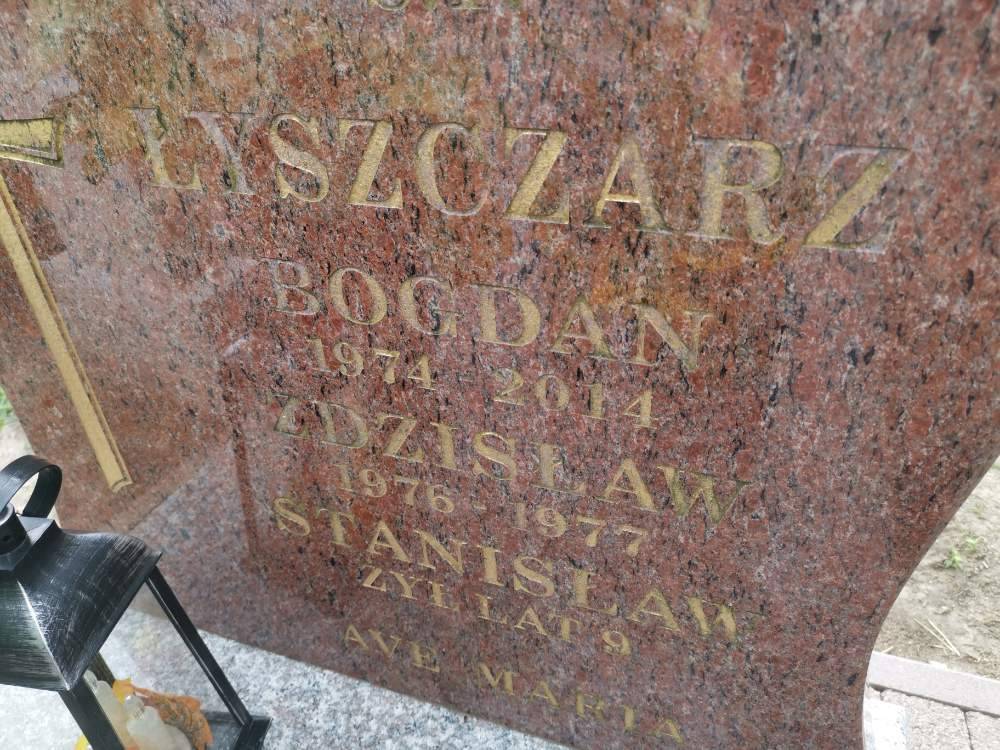 ŁYSZCZARZ
BOGDAN
1974 - 2014
ZDZISŁAW
1976 - 1977
STANISŁAW
ŻYŁ LAT 9
AVE MARIA